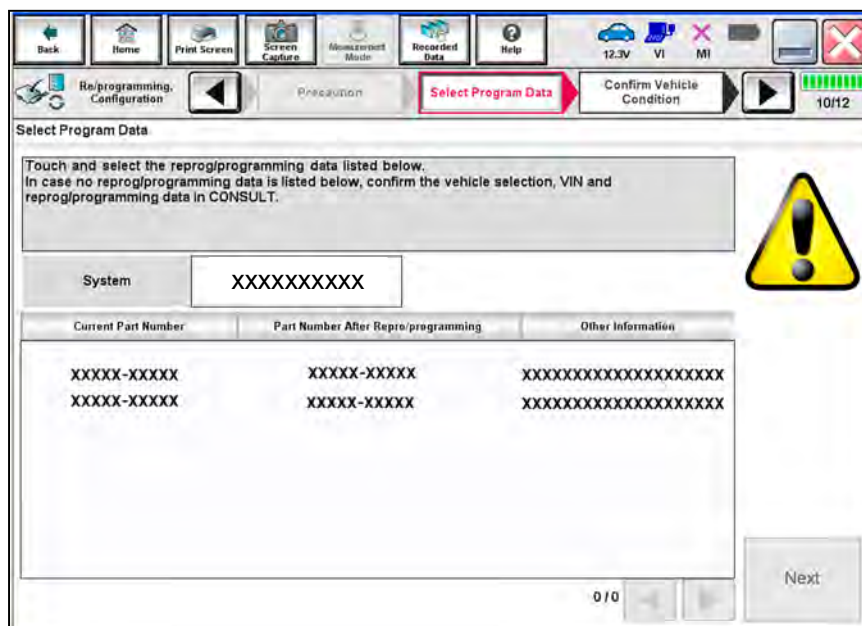 Back
Home
Print Screen
Screen
Capture
Measurement
Mode
Recorded
Data
Help
12.3V
VI
MI
Re/programming,
Configuration
Precaution
Select Program Data
Confirm Vehicle
Condition
10/12
Select Program Data
Touch and select the reprog/programming data listed below.
In case no reprog/programming data is listed below, confirm the vehicle selection, VIN and
reprog/programming data in CONSULT.
System
XXXXXXXXXX
Current Part Number
Part Number After Repro/programming
Other Information
XXXXX-XXXXX
XXXXX-XXXXX
XXXXXXXXXXXXXXXXXXXX
XXXXX-XXXXX
XXXXX-XXXXX
XXXXXXXXXXXXXXXXXXXX
Next
0/0